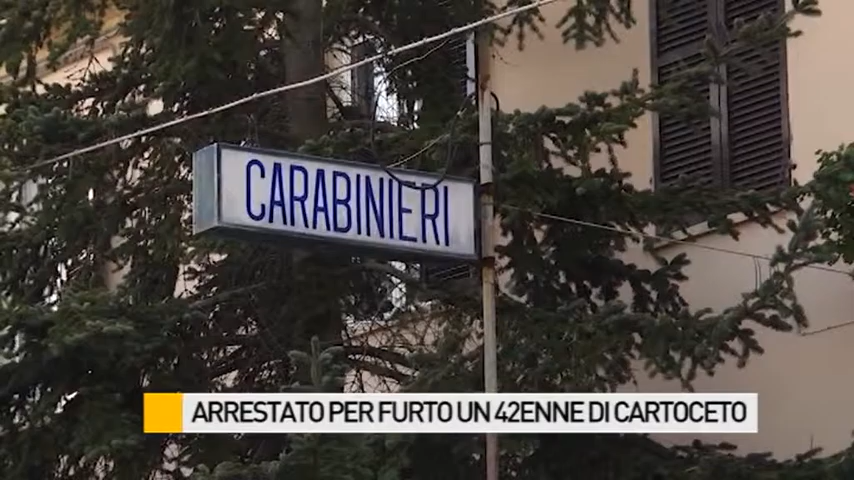 CARABINIERI
ARRESTATO PER FURTO UN 42ENNE DI CARTOCETO